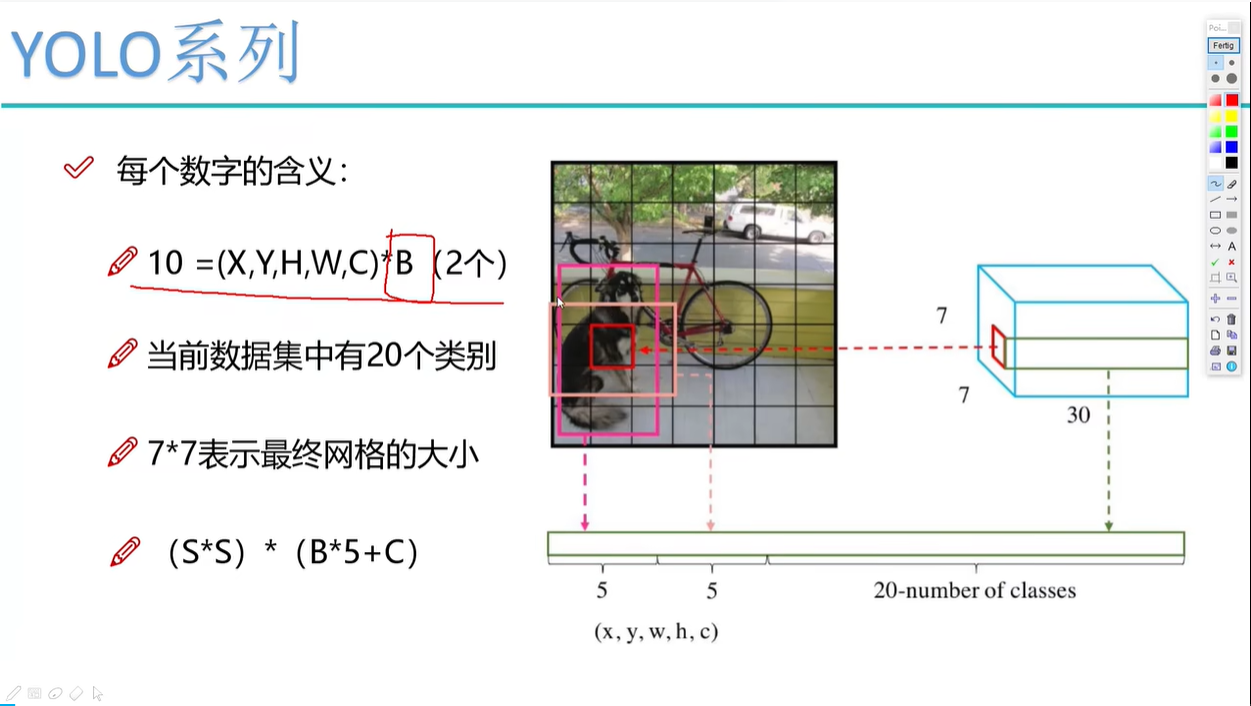 YOLO系列
每个数字的含义：
10 =(X,Y,H,W,C)*B（2个）
当前数据集中有20个类别
7*7表示最终网格的大小
（S*S）*（B*5+C）
7
7
30
5
5
20-number of classes
(x, y, w, h, c)
Poi...
Fertig
A